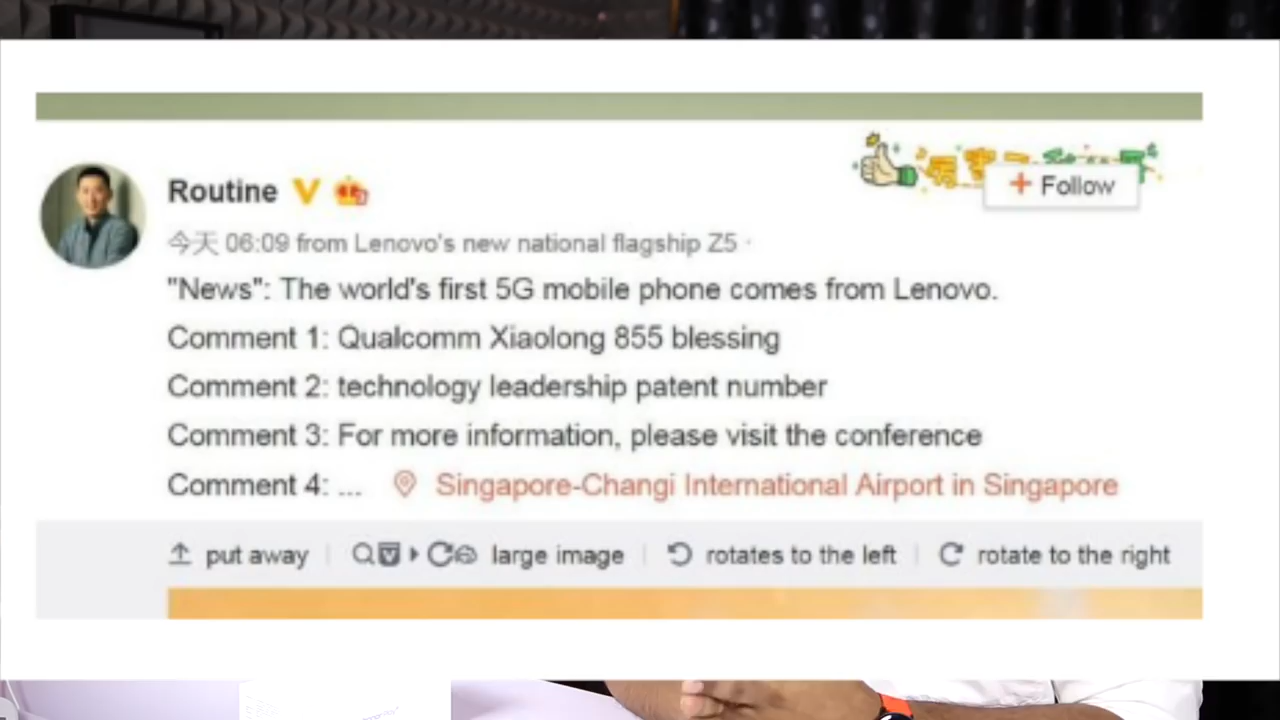 Routine
+ Follow
今天 06:09 from Lenovo's new national flagship Z5
"News": The world's first 5G mobile phone comes from Lenovo.
Comment 1: Qualcomm Xiaolong 855 blessing
Comment 2: technology leadership patent number
Comment 3: For more information, please visit the conference
Comment 4: ... Singapore-Changi International Airport in Singapore
put away large image rotates to the left rotate to the right